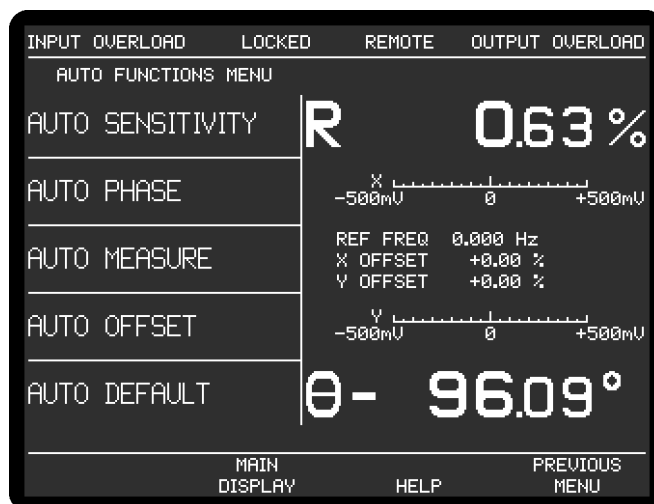 INPUT OVERLOAD LOCKED REMOTE OUTPUT OVERLOAD
AUTO FUNCTIONS MENU
AUTO SENSITIVITY
AUTO PHASE
AUTO MEASURE
AUTO OFFSET
AUTO DEFAULT
R 0.63 %
X
-500mV 0 +500mV
REF FREQ 0.000 Hz
X OFFSET +0.00 %
Y OFFSET +0.00 %
Y
-500mV 0 +500mV
θ- 96.09°
MAIN DISPLAY
HELP
PREVIOUS MENU